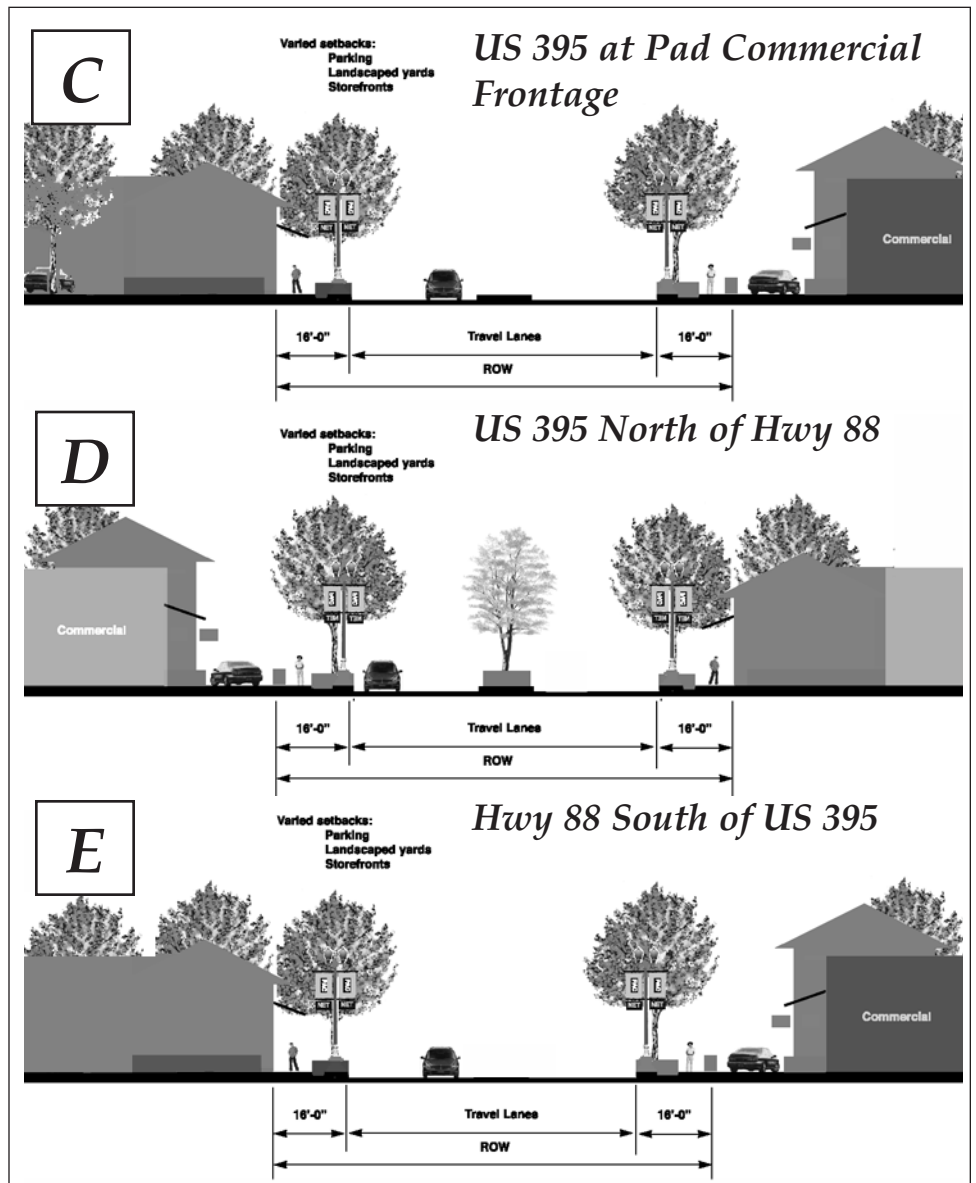 C
Varied setbacks:
Parking
Landscaped yards
Storefronts
US 395 at Pad Commercial
Frontage
Commercial
16'-0"
Travel Lanes
16'-0"
ROW
D
Varied setbacks:
Parking
Landscaped yards
Storefronts
US 395 North of Hwy 88
Commercial
16'-0"
Travel Lanes
16'-0"
ROW
E
Varied setbacks:
Parking
Landscaped yards
Storefronts
Hwy 88 South of US 395
Commercial
16'-0"
Travel Lanes
16'-0"
ROW